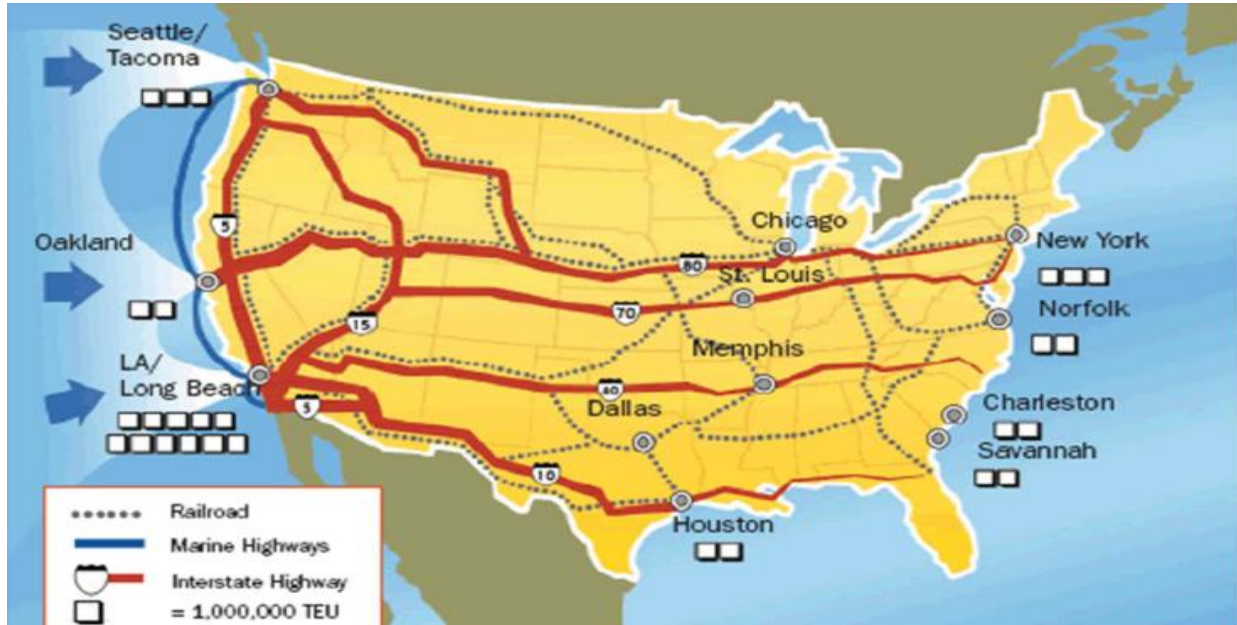 Seattle/
Tacoma
5
Oakland
Chicago
New York
80
St. Louis
70
15
Norfolk
LA/
Long Beach
Memphis
40
5
Dallas
Charleston
Savannah
10
Houston
Railroad
Marine Highways
Interstate Highway
= 1,000,000 TEU